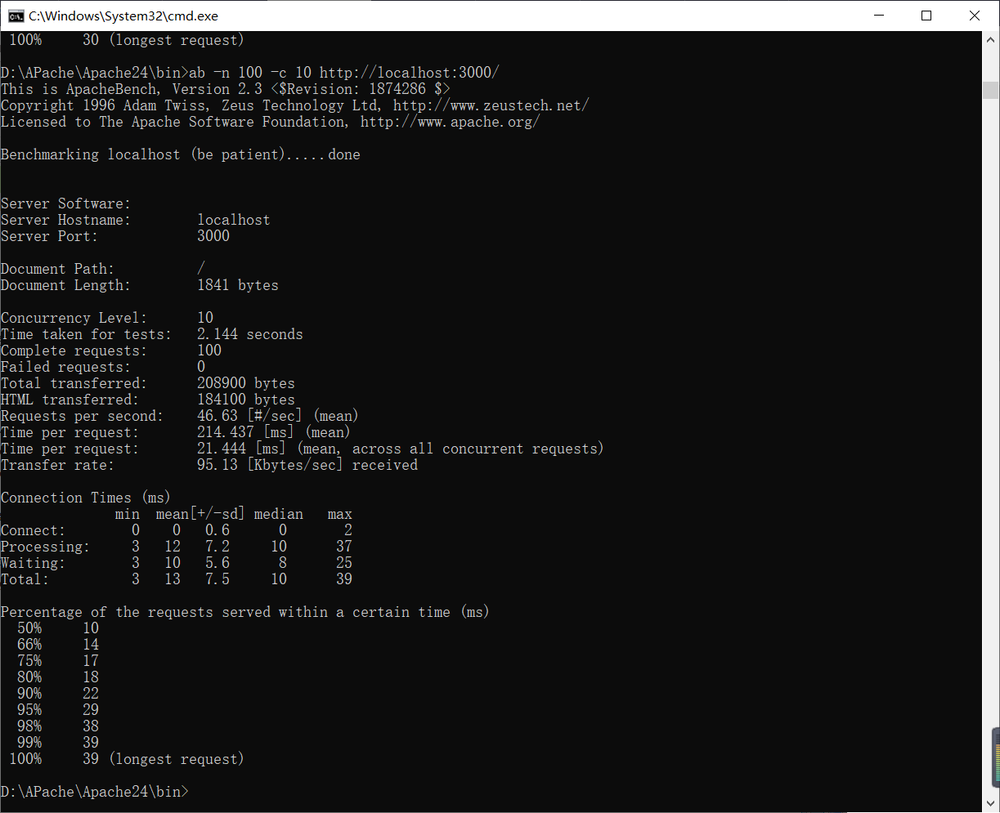 C:\Windows\System32\cmd.exe
100%     30 (longest request)
D:\APache\Apache24\bin>ab -n 100 -c 10 http://localhost:3000/
This is ApacheBench, Version 2.3 <$Revision: 1874286 $>
Copyright 1996 Adam Twiss, Zeus Technology Ltd, http://www.zeustech.net/
Licensed to The Apache Software Foundation, http://www.apache.org/
Benchmarking localhost (be patient).....done
Server Software:
Server Hostname:        localhost
Server Port:            3000
Document Path:          /
Document Length:        1841 bytes
Concurrency Level:      10
Time taken for tests:   2.144 seconds
Complete requests:      100
Failed requests:        0
Total transferred:      208900 bytes
HTML transferred:       184100 bytes
Requests per second:    46.63 [#/sec] (mean)
Time per request:       214.437 [ms] (mean)
Time per request:       21.444 [ms] (mean, across all concurrent requests)
Transfer rate:          95.13 [Kbytes/sec] received
Connection Times (ms)
              min  mean[+/-sd] median   max
Connect:        0    0   0.6      0       2
Processing:     3   12   7.2     10      37
Waiting:        3   10   5.6      8      25
Total:          3   13   7.5     10      39
Percentage of the requests served within a certain time (ms)
  50%     10
  66%     14
  75%     17
  80%     18
  90%     22
  95%     29
  98%     38
  99%     39
 100%     39 (longest request)
D:\APache\Apache24\bin>